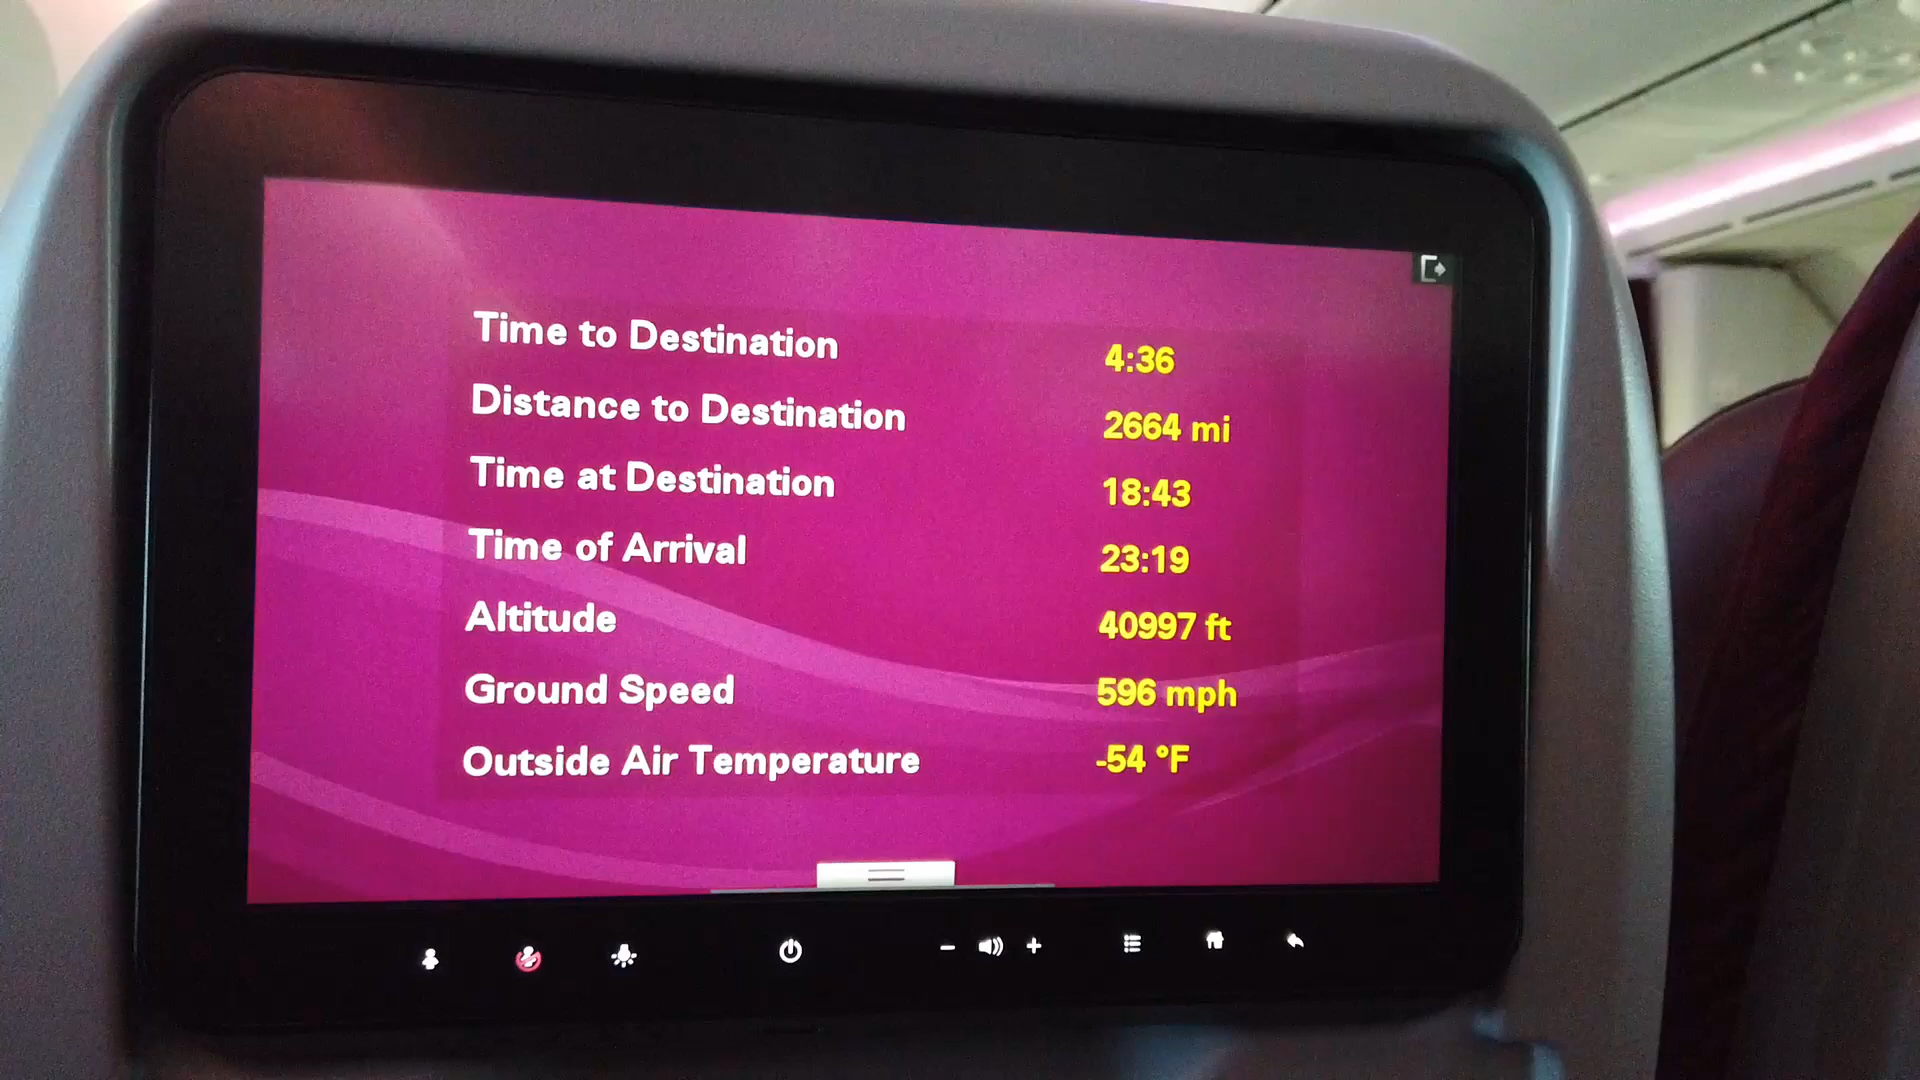 Time to Destination 4:36
Distance to Destination 2664 mi
Time at Destination 18:43
Time of Arrival 23:19
Altitude 40997 ft
Ground Speed 596 mph
Outside Air Temperature -54 °F